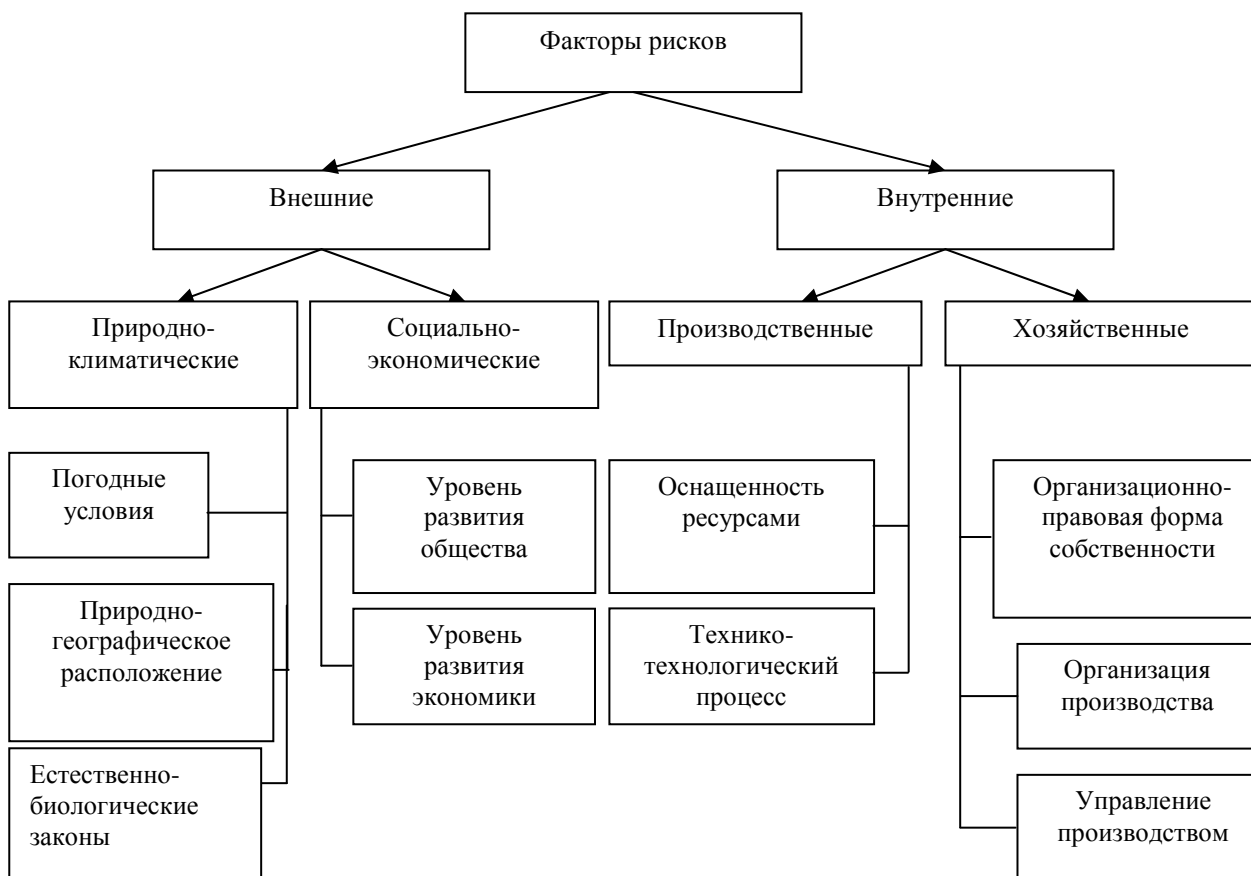 Факторы рисков
Внешние
Внутренние
Природно-
климатические
Социально-
экономические
Производственные
Хозяйственные
Погодные
условия
Природно-
географическое
расположение
Естественно-
биологические
законы
Уровень
развития
общества
Уровень
развития
экономики
Оснащенность
ресурсами
Технико-
технологический
процесс
Организационно-
правовая форма
собственности
Организация
производства
Управление
производством